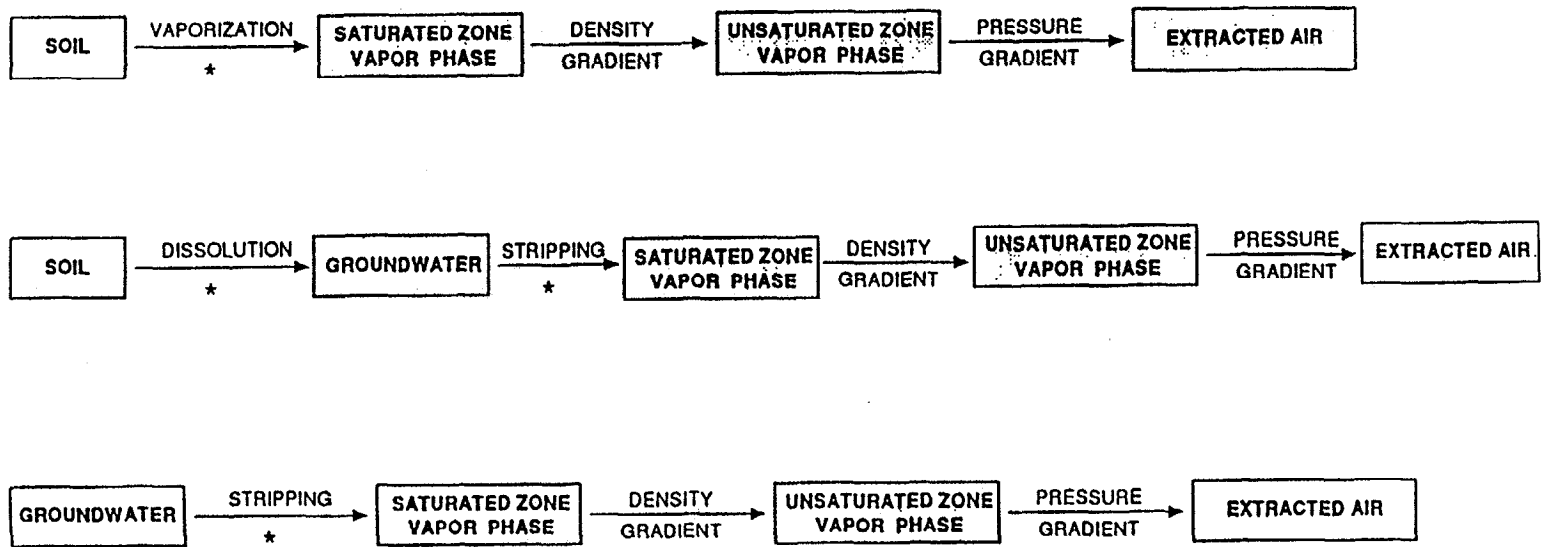 SOIL
VAPORIZATION
*
SATURATED ZONE
VAPOR PHASE
DENSITY
GRADIENT
UNSATURATED ZONE
VAPOR PHASE
PRESSURE
GRADIENT
EXTRACTED AIR
SOIL
DISSOLUTION
*
GROUNDWATER
STRIPPING
*
SATURATED ZONE
VAPOR PHASE
DENSITY
GRADIENT
UNSATURATED ZONE
VAPOR PHASE
PRESSURE
GRADIENT
EXTRACTED AIR
GROUNDWATER
STRIPPING
*
SATURATED ZONE
VAPOR PHASE
DENSITY
GRADIENT
UNSATURATED ZONE
VAPOR PHASE
PRESSURE
GRADIENT
EXTRACTED AIR